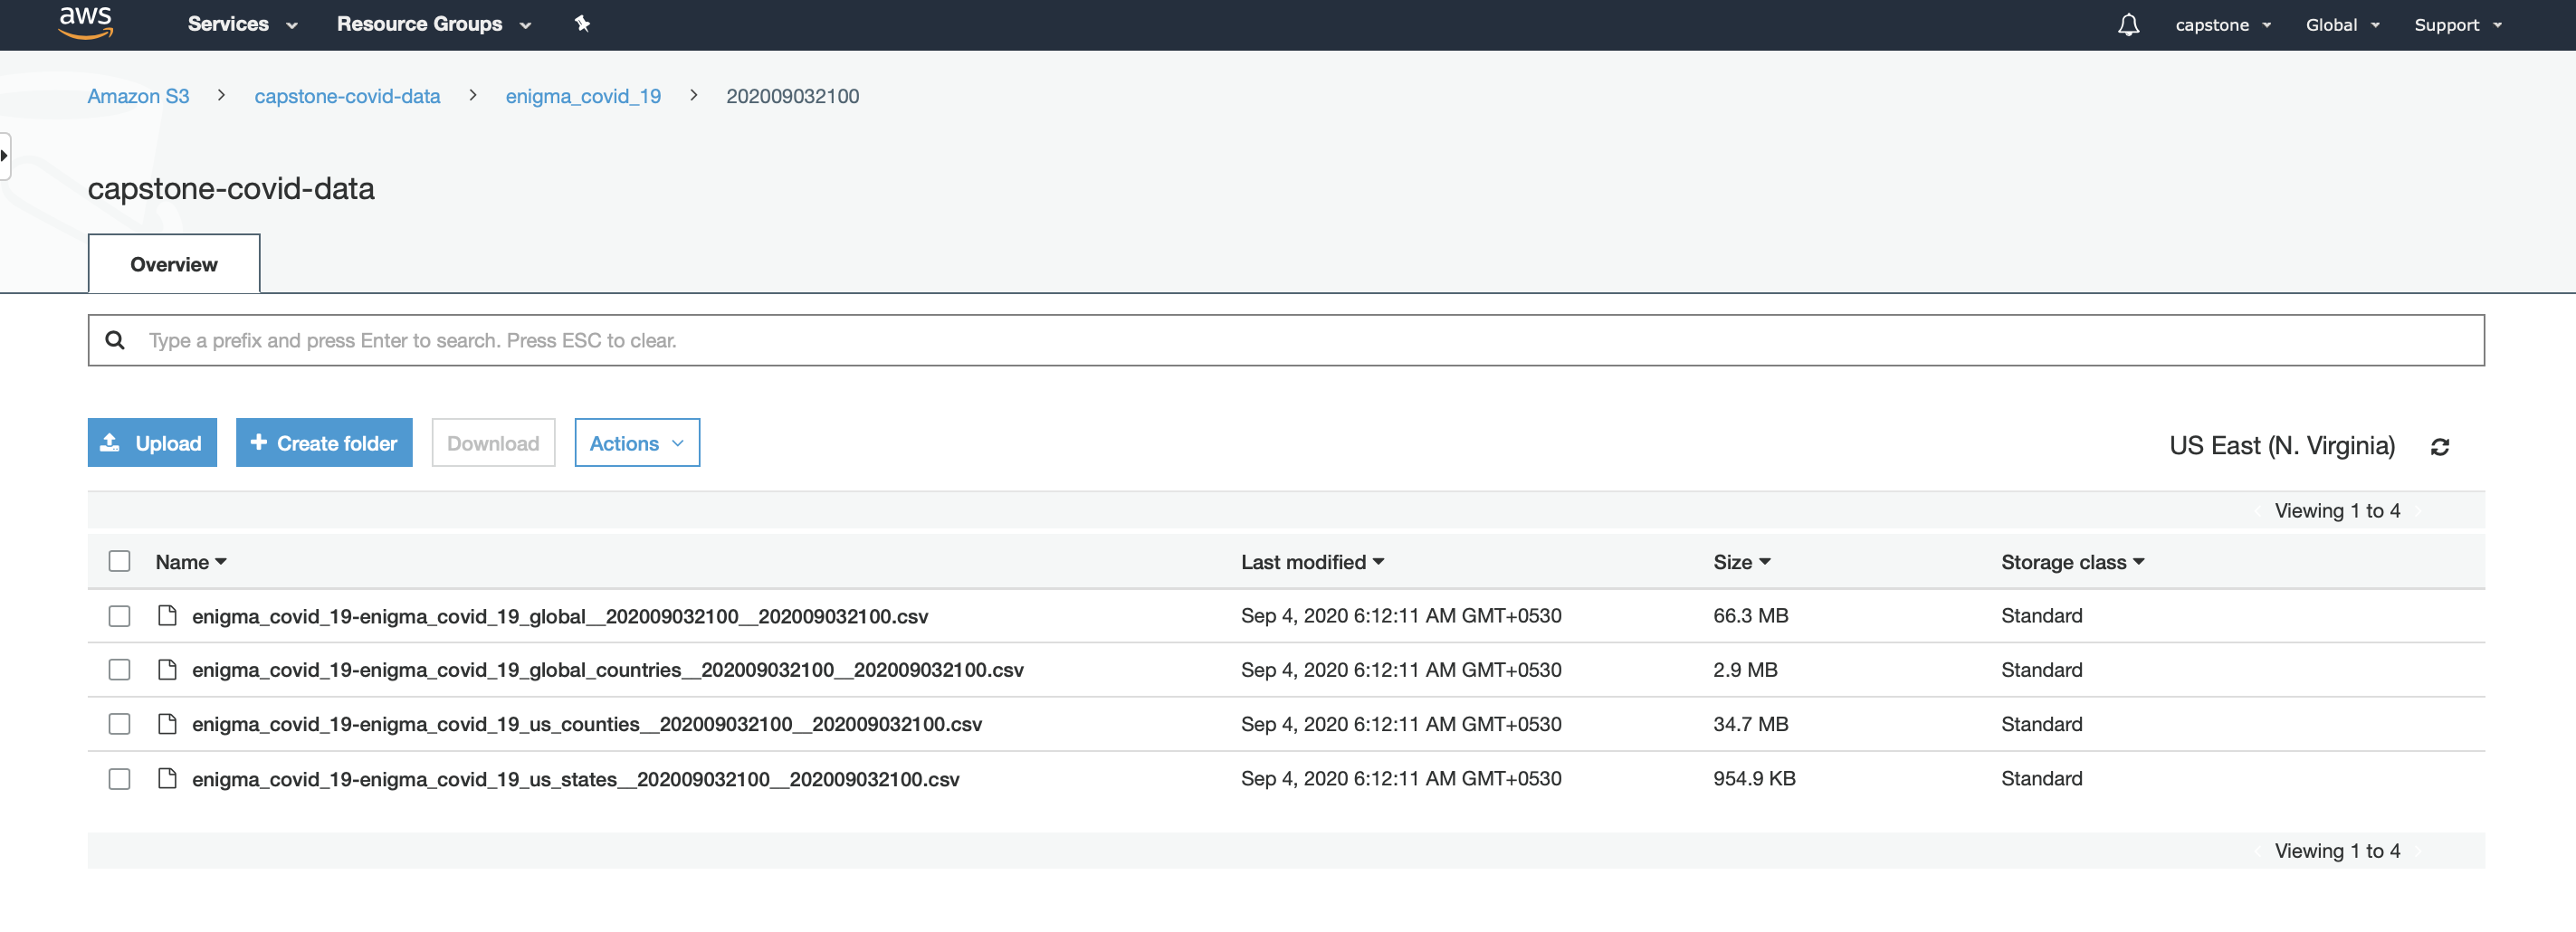 aws Services Resource Groups capstone Global Support
Amazon S3 > capstone-covid-data > enigma_covid_19 > 202009032100
capstone-covid-data
Overview
Type a prefix and press Enter to search. Press ESC to clear.
Upload + Create folder Download Actions US East (N. Virginia)
Viewing 1 to 4
Name Last modified Size Storage class
enigma_covid_19-enigma_covid_19_global__202009032100__202009032100.csv Sep 4, 2020 6:12:11 AM GMT+0530 66.3 MB Standard
enigma_covid_19-enigma_covid_19_global_countries__202009032100__202009032100.csv Sep 4, 2020 6:12:11 AM GMT+0530 2.9 MB Standard
enigma_covid_19-enigma_covid_19_us_counties__202009032100__202009032100.csv Sep 4, 2020 6:12:11 AM GMT+0530 34.7 MB Standard
enigma_covid_19-enigma_covid_19_us_states__202009032100__202009032100.csv Sep 4, 2020 6:12:11 AM GMT+0530 954.9 KB Standard
Viewing 1 to 4